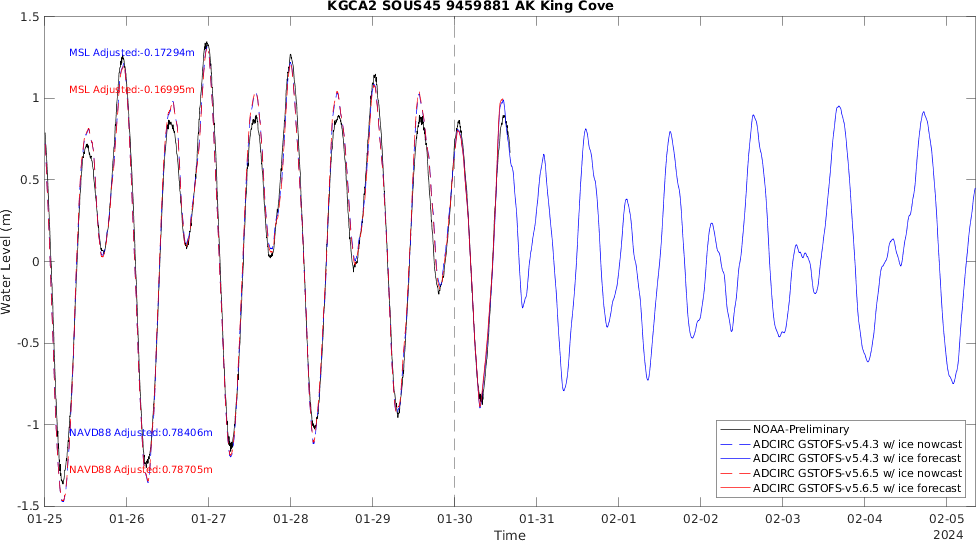 KGCA2 SOUS45 9459881 AK King Cove
1.5
1
0.5
0
-0.5
-1
-1.5
Water Level (m)
MSL Adjusted:-0.17294m
MSL Adjusted:-0.16995m
NAVD88 Adjusted:0.78406m
NAVD88 Adjusted:0.78705m
NOAA-Preliminary
ADCIRC GSTOFS-v5.4.3 w/ ice nowcast
ADCIRC GSTOFS-v5.4.3 w/ ice forecast
ADCIRC GSTOFS-v5.6.5 w/ ice nowcast
ADCIRC GSTOFS-v5.6.5 w/ ice forecast
01-25 01-26 01-27 01-28 01-29 01-30 01-31 02-01 02-02 02-03 02-04 02-05
Time
2024